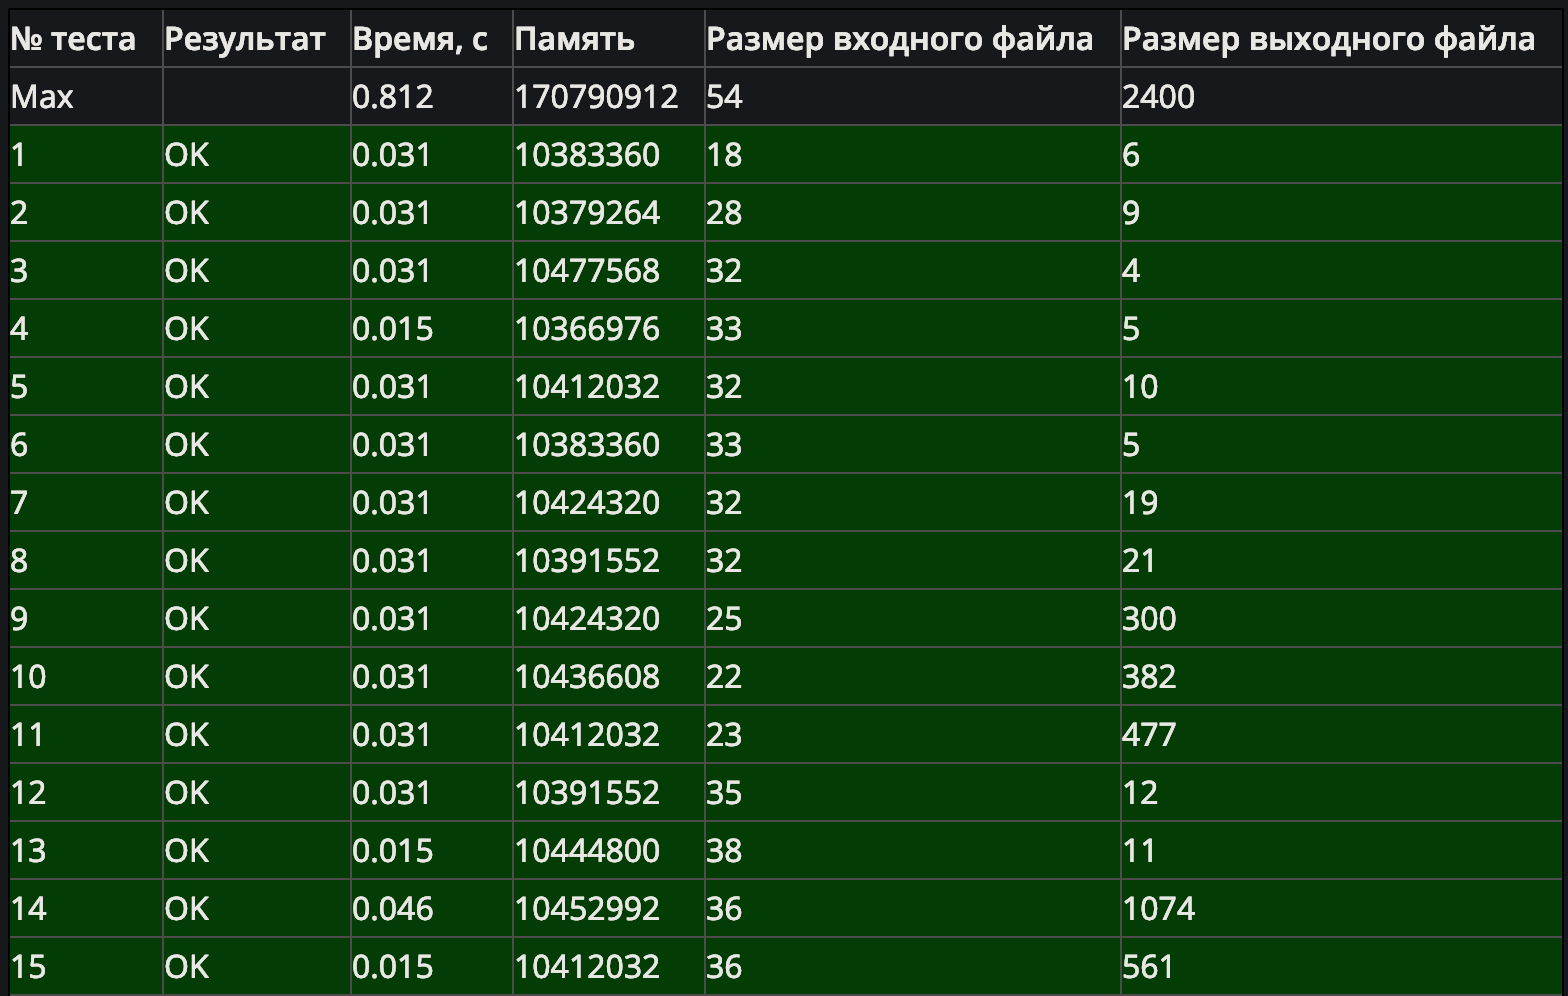 № теста Результат Время, с Память Размер входного файла Размер выходного файла
Max 0.812 170790912 54 2400
1 OK 0.031 10383360 18 6
2 OK 0.031 10379264 28 9
3 OK 0.031 10477568 32 4
4 OK 0.015 10366976 33 5
5 OK 0.031 10412032 32 10
6 OK 0.031 10383360 33 5
7 OK 0.031 10424320 32 19
8 OK 0.031 10391552 32 21
9 OK 0.031 10424320 25 300
10 OK 0.031 10436608 22 382
11 OK 0.031 10412032 23 477
12 OK 0.031 10391552 35 12
13 OK 0.015 10444800 38 11
14 OK 0.046 10452992 36 1074
15 OK 0.015 10412032 36 561